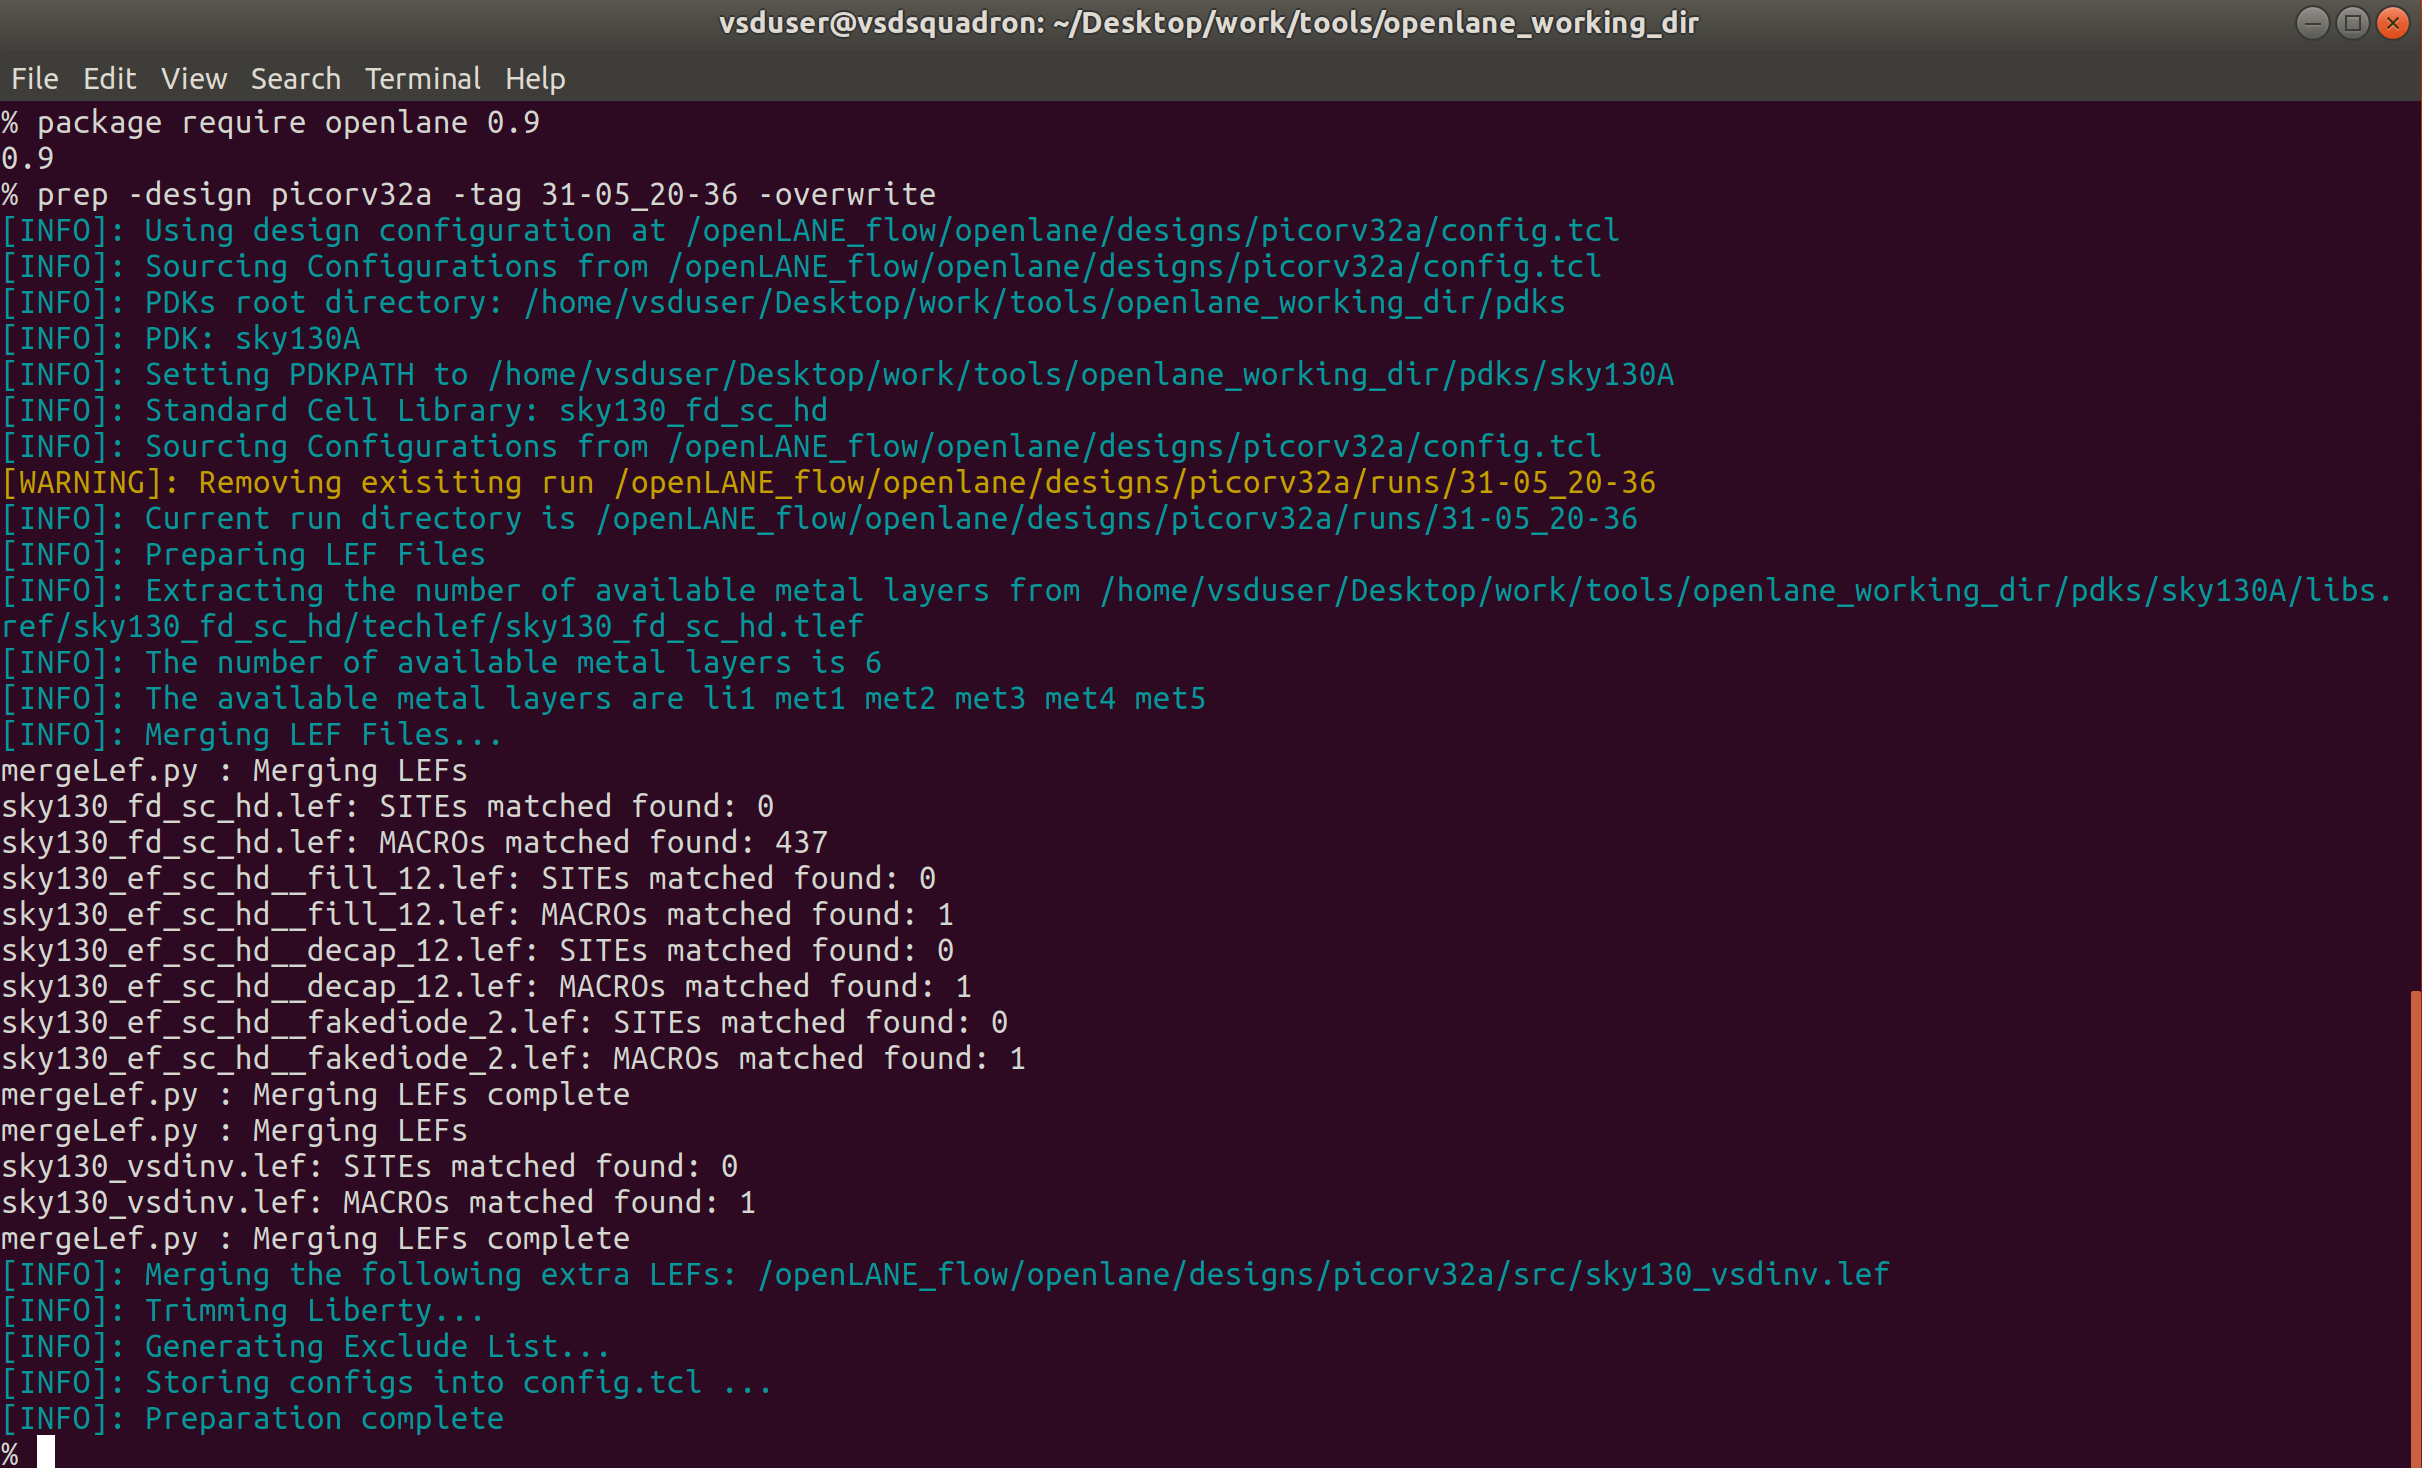 vsduser@vsdsquadron: ~/Desktop/work/tools/openlane_working_dir
File Edit View Search Terminal Help
% package require openlane 0.9
0.9
% prep -design picorv32a -tag 31-05_20-36 -overwrite
[INFO]: Using design configuration at /openLANE_flow/openlane/designs/picorv32a/config.tcl
[INFO]: Sourcing Configurations from /openLANE_flow/openlane/designs/picorv32a/config.tcl
[INFO]: PDKs root directory: /home/vsduser/Desktop/work/tools/openlane_working_dir/pdks
[INFO]: PDK: sky130A
[INFO]: Setting PDKPATH to /home/vsduser/Desktop/work/tools/openlane_working_dir/pdks/sky130A
[INFO]: Standard Cell Library: sky130_fd_sc_hd
[INFO]: Sourcing Configurations from /openLANE_flow/openlane/designs/picorv32a/config.tcl
[WARNING]: Removing exisiting run /openLANE_flow/openlane/designs/picorv32a/runs/31-05_20-36
[INFO]: Current run directory is /openLANE_flow/openlane/designs/picorv32a/runs/31-05_20-36
[INFO]: Preparing LEF Files
[INFO]: Extracting the number of available metal layers from /home/vsduser/Desktop/work/tools/openlane_working_dir/pdks/sky130A/libs.
ref/sky130_fd_sc_hd/techlef/sky130_fd_sc_hd.tlef
[INFO]: The number of available metal layers is 6
[INFO]: The available metal layers are li1 met1 met2 met3 met4 met5
[INFO]: Merging LEF Files...
mergeLef.py : Merging LEFs
sky130_fd_sc_hd.lef: SITEs matched found: 0
sky130_fd_sc_hd.lef: MACROs matched found: 437
sky130_ef_sc_hd__fill_12.lef: SITEs matched found: 0
sky130_ef_sc_hd__fill_12.lef: MACROs matched found: 1
sky130_ef_sc_hd__decap_12.lef: SITEs matched found: 0
sky130_ef_sc_hd__decap_12.lef: MACROs matched found: 1
sky130_ef_sc_hd__fakediode_2.lef: SITEs matched found: 0
sky130_ef_sc_hd__fakediode_2.lef: MACROs matched found: 1
mergeLef.py : Merging LEFs complete
mergeLef.py : Merging LEFs
sky130_vsdinv.lef: SITEs matched found: 0
sky130_vsdinv.lef: MACROs matched found: 1
mergeLef.py : Merging LEFs complete
[INFO]: Merging the following extra LEFs: /openLANE_flow/openlane/designs/picorv32a/src/sky130_vsdinv.lef
[INFO]: Trimming Liberty...
[INFO]: Generating Exclude List...
[INFO]: Storing configs into config.tcl ...
[INFO]: Preparation complete
%